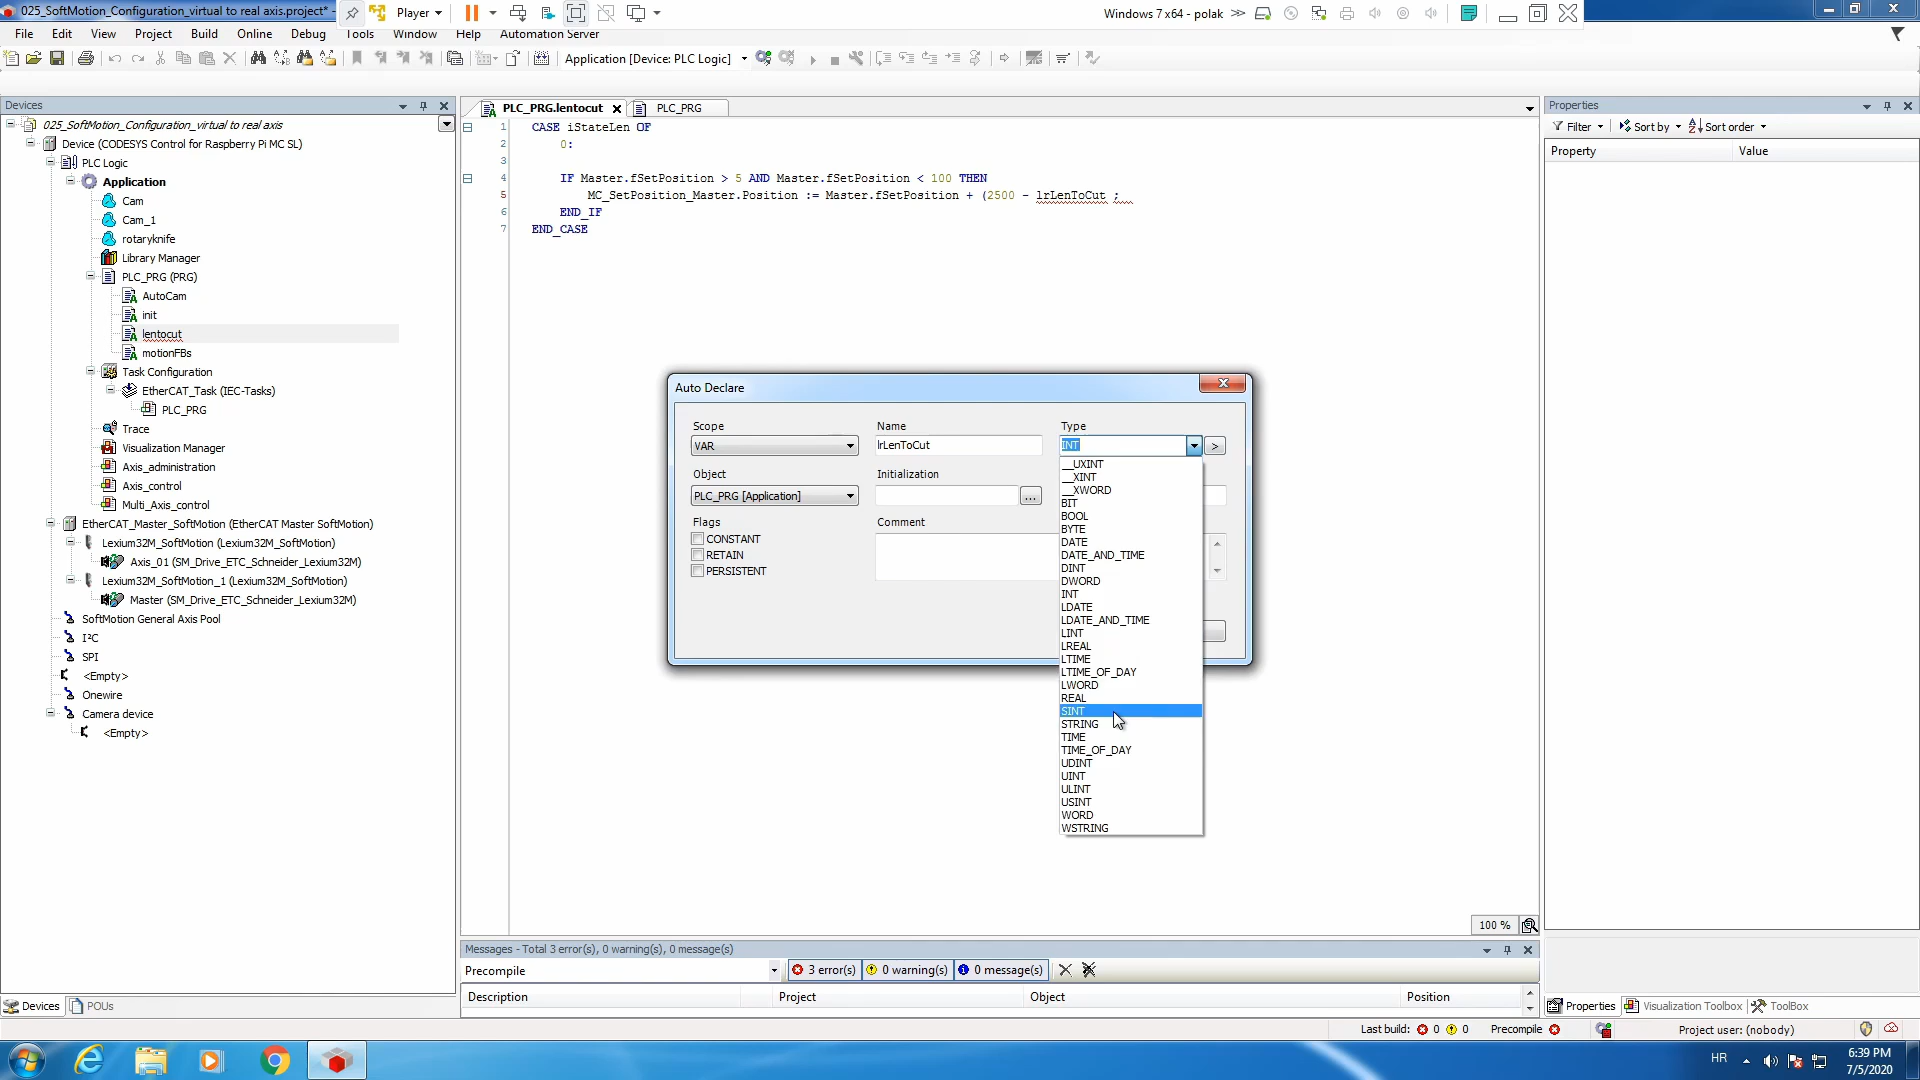 025_SoftMotion_Configuration_virtual to real axis.project* -
Player
Windows 7 x64 - polak
File Edit View Project Build Online Debug Tools Window Help Automation Server
Application [Device: PLC Logic]
Devices
025_SoftMotion_Configuration_virtual to real axis
Device (CODESYS Control for Raspberry Pi MC SL)
PLC Logic
Application
Cam
Cam_1
rotaryknife
Library Manager
PLC_PRG (PRG)
AutoCam
init
lentocut
motionFBs
Task Configuration
EtherCAT_Task (IEC-Tasks)
PLC_PRG
Trace
Visualization Manager
Axis_administration
Axis_control
Multi_Axis_control
EtherCAT_Master_SoftMotion (EtherCAT Master SoftMotion)
Lexium32M_SoftMotion (Lexium32M_SoftMotion)
Axis_01 (SM_Drive_ETC_Schneider_Lexium32M)
Lexium32M_SoftMotion_1 (Lexium32M_SoftMotion)
Master (SM_Drive_ETC_Schneider_Lexium32M)
SoftMotion General Axis Pool
I²C
SPI
<Empty>
Onewire
Camera device
<Empty>
Devices POUs
PLC_PRG.lentocut PLC_PRG
1 CASE iStateLen OF
2 0:
3
4 IF Master.fSetPosition > 5 AND Master.fSetPosition < 100 THEN
5 MC_SetPosition_Master.Position := Master.fSetPosition + (2500 - lrLenToCut ;
6 END_IF
7 END_CASE
Auto Declare
Scope Name Type
VAR lrLenToCut INT
Object Initialization
PLC_PRG [Application] ...
Flags Comment
CONSTANT
RETAIN
PERSISTENT
>
__UXINT
__XINT
__XWORD
BIT
BOOL
BYTE
DATE
DATE_AND_TIME
DINT
DWORD
INT
LDATE
LDATE_AND_TIME
LINT
LREAL
LTIME
LTIME_OF_DAY
LWORD
REAL
SINT
STRING
TIME
TIME_OF_DAY
UDINT
UINT
ULINT
USINT
WORD
WSTRING
100 %
Messages - Total 3 error(s), 0 warning(s), 0 message(s)
Precompile 3 error(s) 0 warning(s) 0 message(s)
Description Project Object Position
Properties
Filter Sort by Sort order
Property Value
Properties Visualization Toolbox ToolBox
Last build: 0 0 Precompile Project user: (nobody)
HR 6:39 PM
7/5/2020